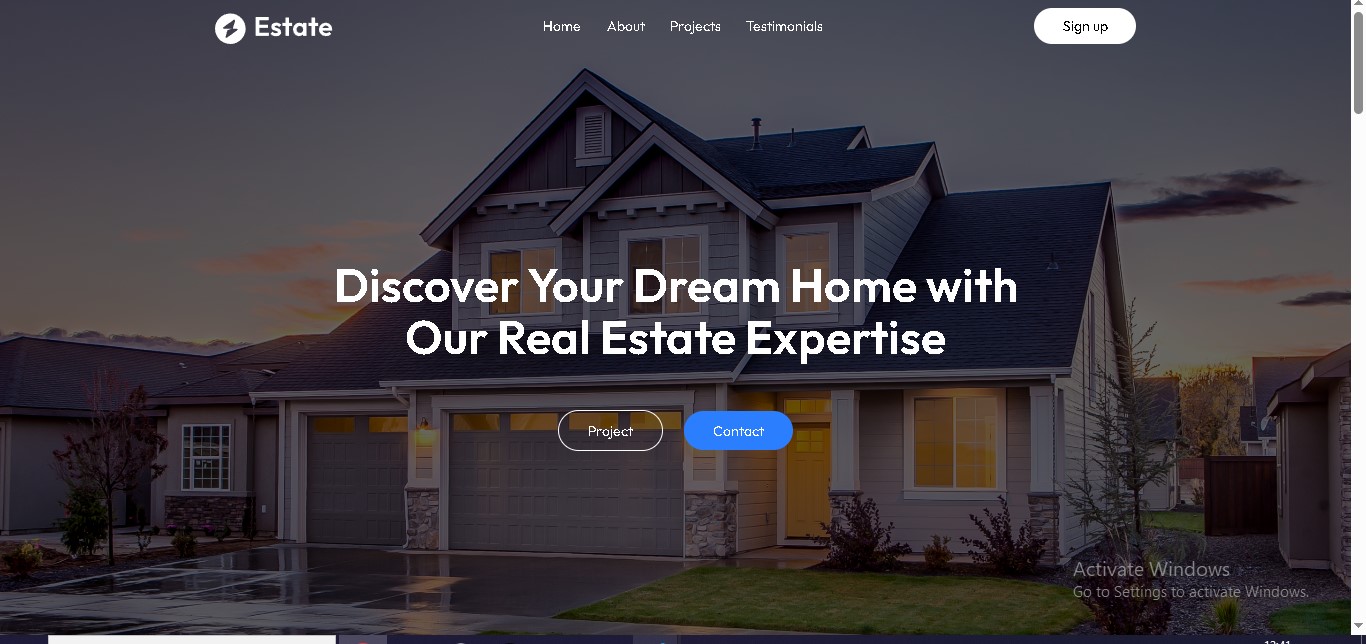 Estate
Home
About
Projects
Testimonials
Sign up
Discover Your Dream Home with
Our Real Estate Expertise
Project
Contact
Activate Windows
Go to Settings to activate Windows.